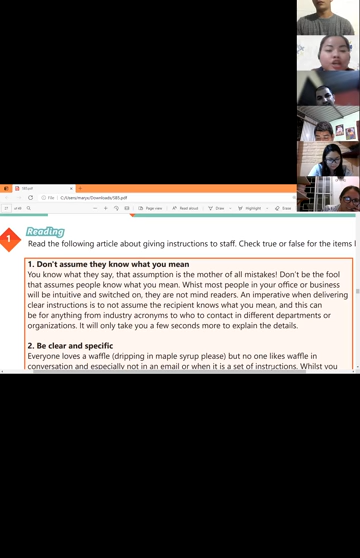 585.pdf
File C:/Users/marya/Downloads/585.pdf
Page view Read aloud Draw Highlight Erase
Reading
1
Read the following article about giving instructions to staff. Check true or false for the items
1. Don't assume they know what you mean
You know what they say, that assumption is the mother of all mistakes! Don't be the fool
that assumes people know what you mean. Whist most people in your office or business
will be intuitive and switched on, they are not mind readers. An imperative when delivering
clear instructions is to not assume the recipient knows what you mean, and this can
be for anything from industry acronyms to who to contact in different departments or
organizations. It will only take you a few seconds more to explain the details.
2. Be clear and specific
Everyone loves a waffle (dripping in maple syrup please) but no one likes waffle in
conversation and especially not in an email or when it is a set of instructions. Whilst you